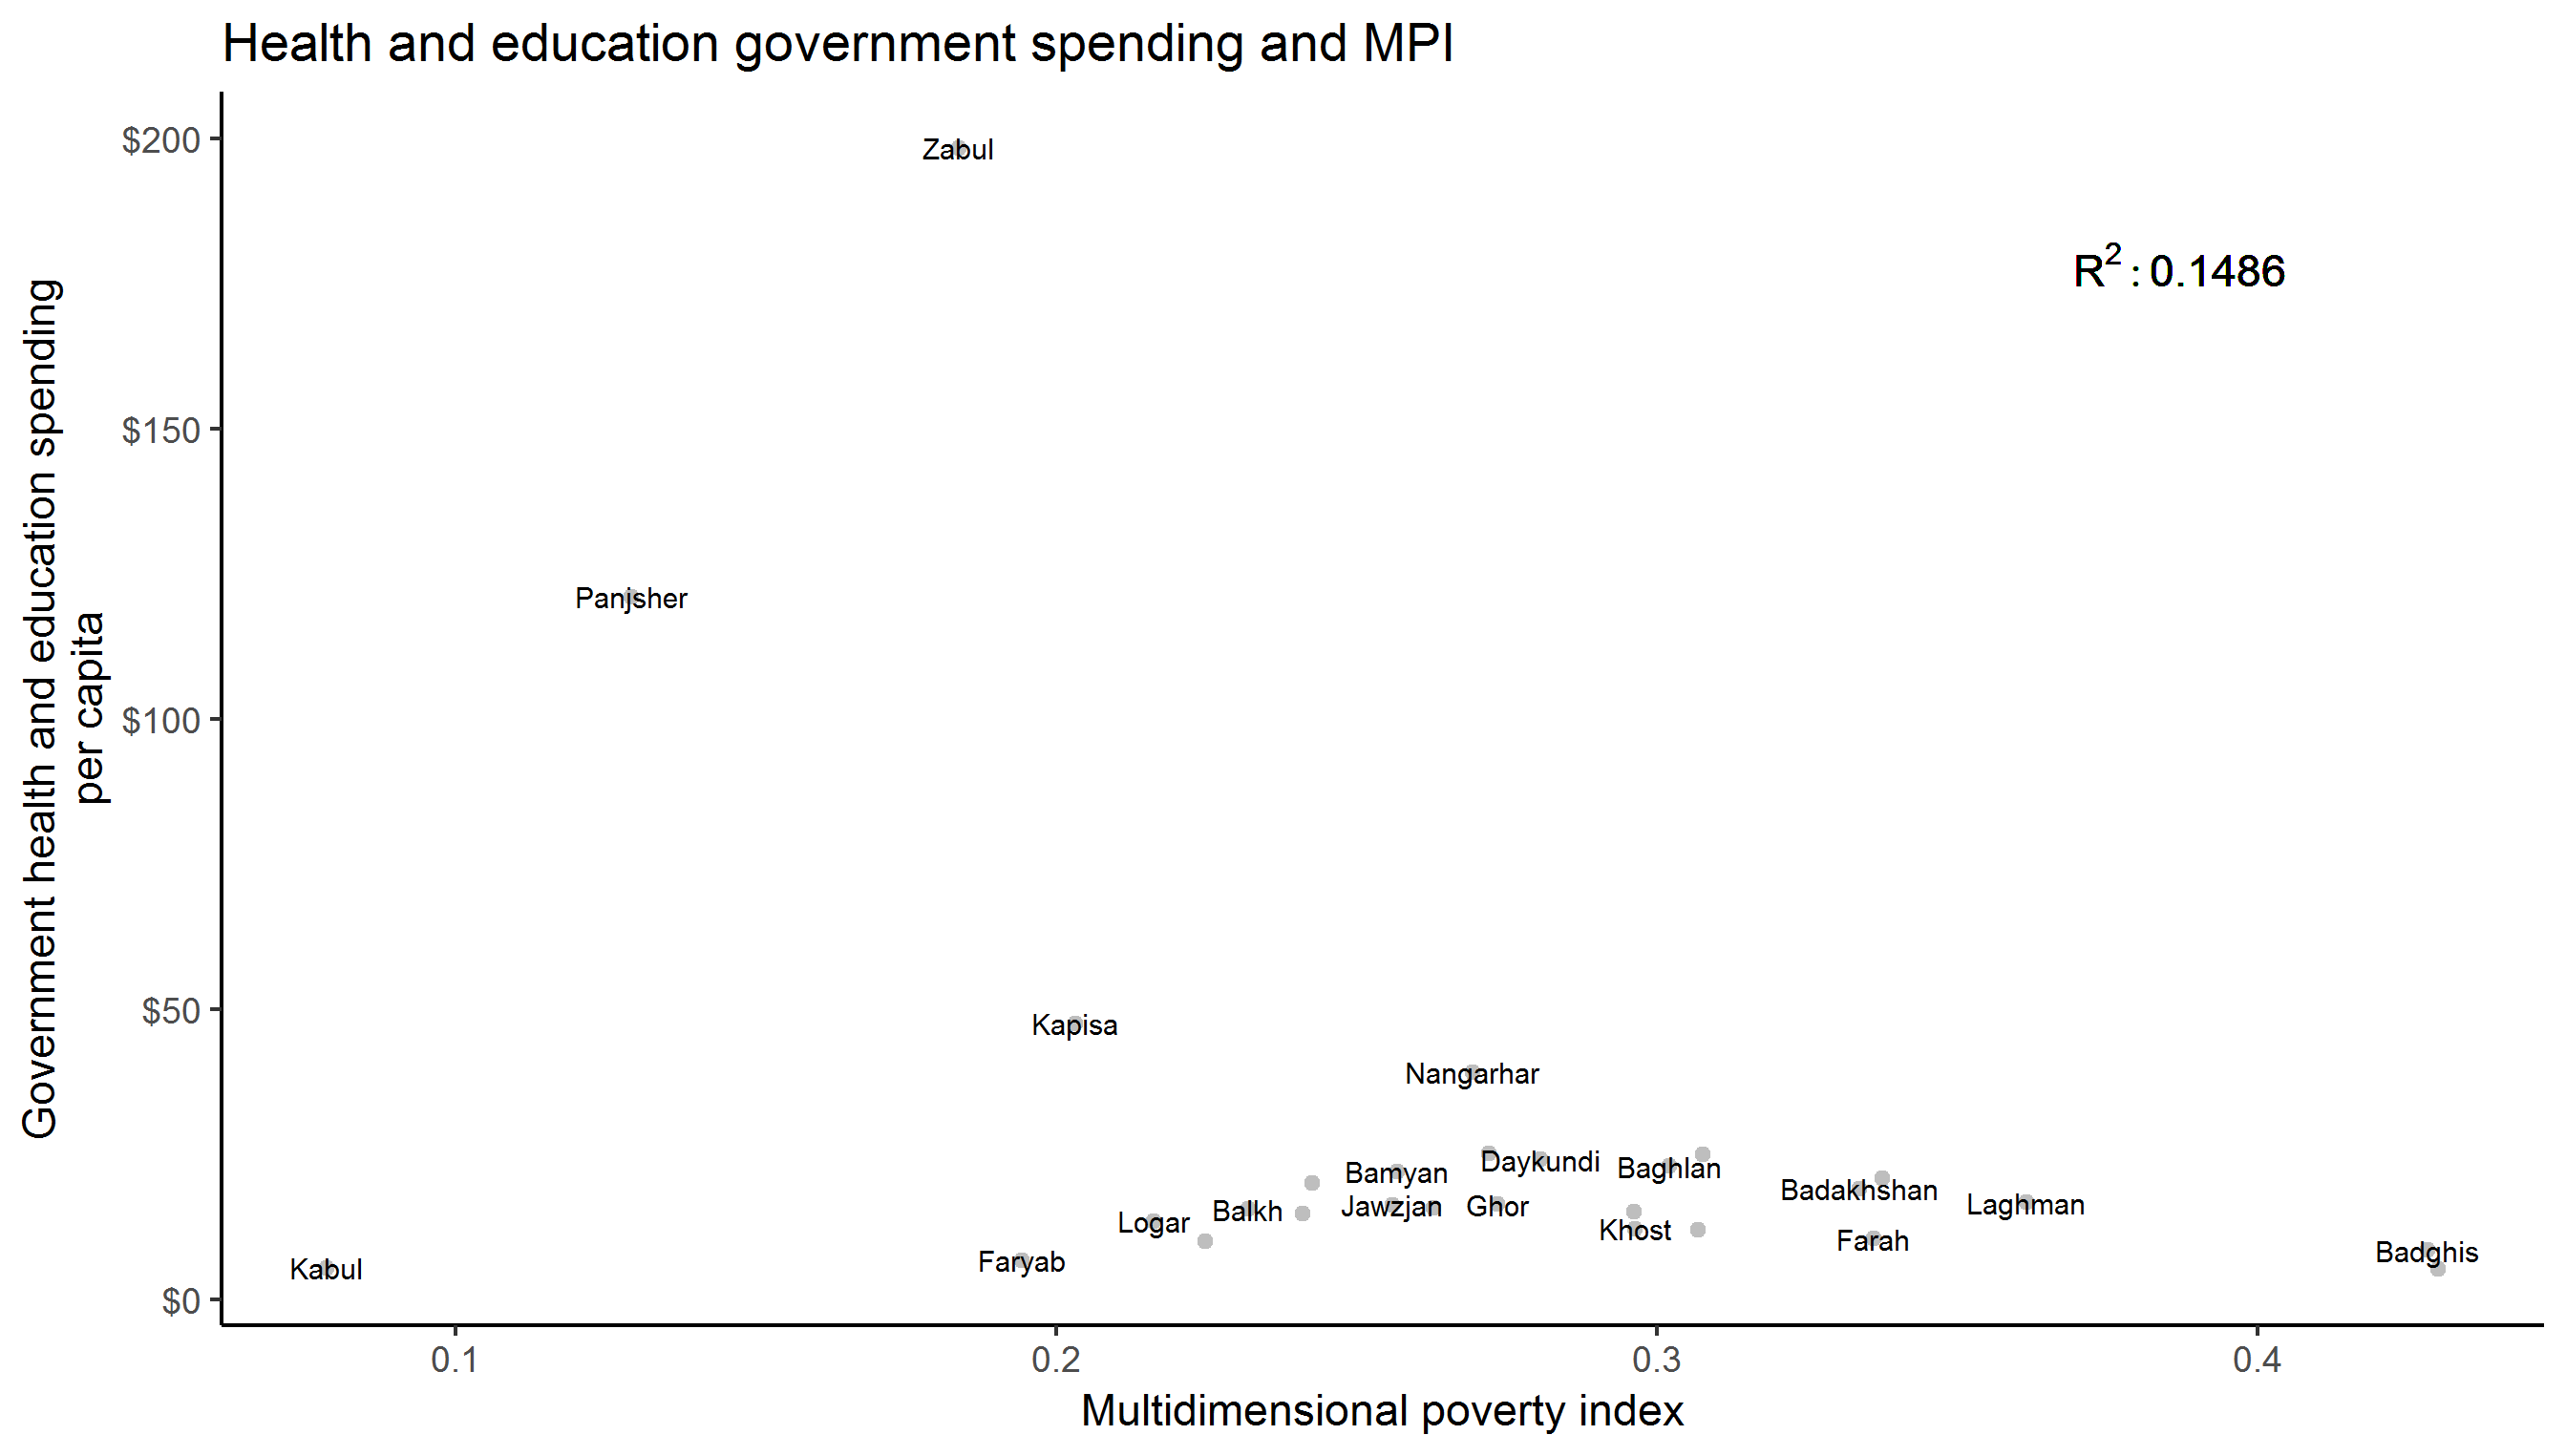 Health and education government spending and MPI
Government health and education spending
per capita
$200
$150
$100
$50
$0
Zabul
R²:0.1486
Panjsher
Kapisa
Nangarhar
Daykundi
Baghlan
Bamyan
Badakhshan
Laghman
Jawzjan
Ghor
Balkh
Logar
Khost
Farah
Badghis
Faryab
Kabul
0.1
0.2
0.3
0.4
Multidimensional poverty index